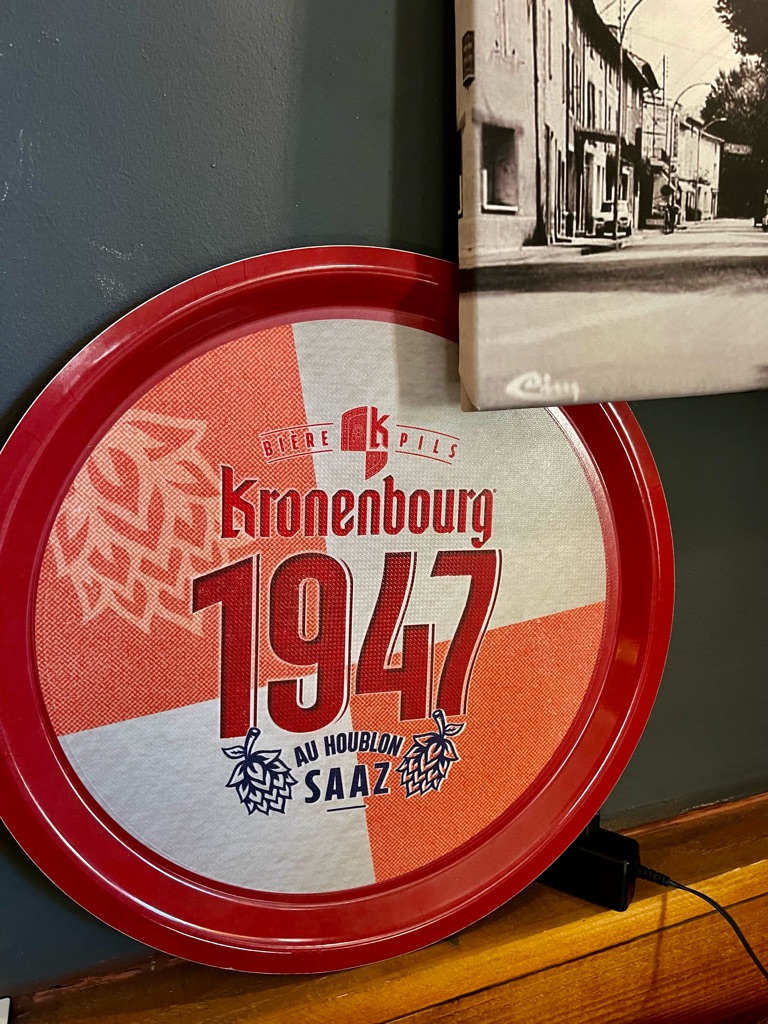 BIÈRE K PILS
Kronenbourg
1947
AU HOUBLON
SAAZ